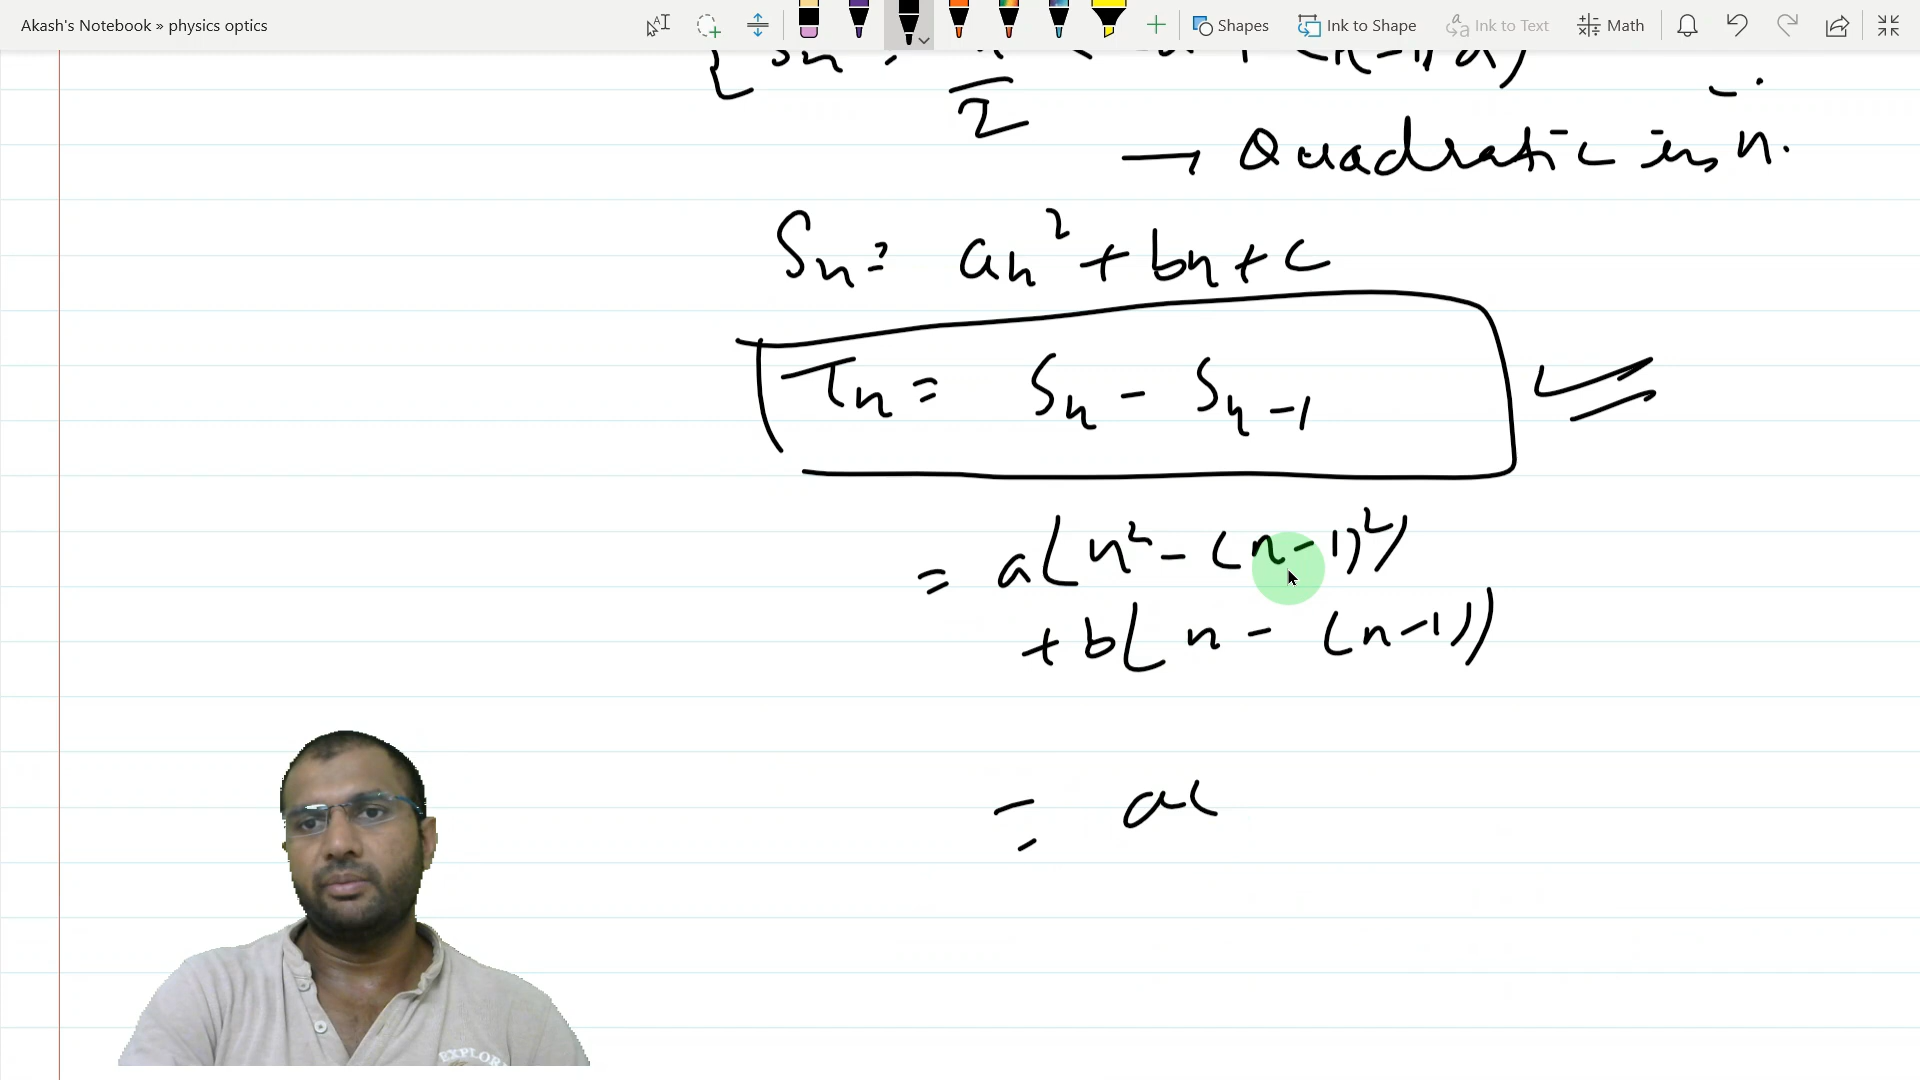 Akash's Notebook » physics optics
Shapes
Ink to Shape
Ink to Text
Math
2
→ Quadratic in n.
Sn = an² + bn + c
Tn = Sn - Sn-1
= a(n² - (n-1)²)
+ b(n - (n-1))
= a(
EXPLOR